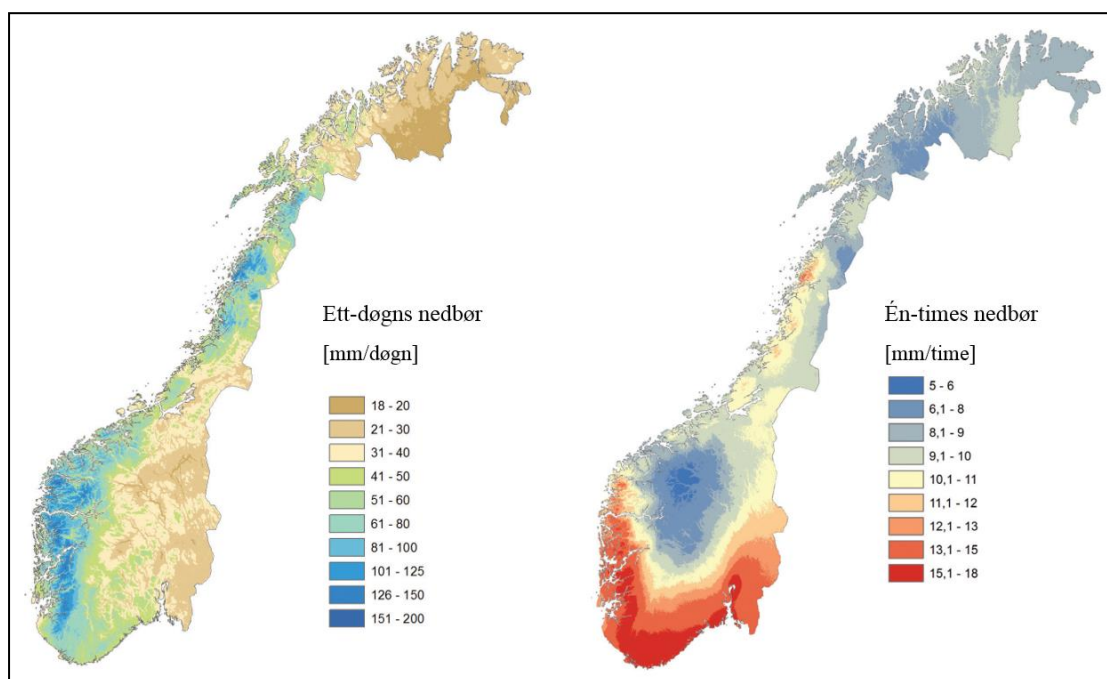 Ett-døgns nedbør
[mm/døgn]
18 - 20
21 - 30
31 - 40
41 - 50
51 - 60
61 - 80
81 - 100
101 - 125
126 - 150
151 - 200
Én-times nedbør
[mm/time]
5 - 6
6,1 - 8
8,1 - 9
9,1 - 10
10,1 - 11
11,1 - 12
12,1 - 13
13,1 - 15
15,1 - 18